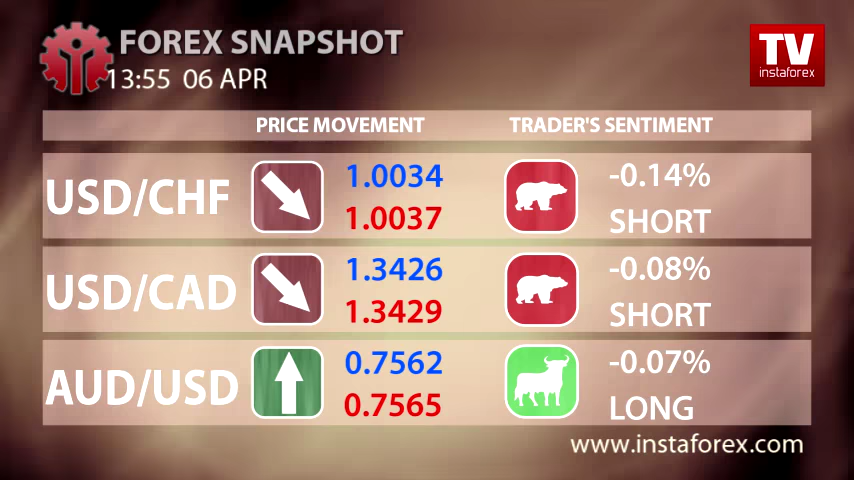 FOREX SNAPSHOT
13:55 06 APR
TV
instaforex
PRICE MOVEMENT TRADER'S SENTIMENT
USD/CHF
1.0034
1.0037
-0.14%
SHORT
USD/CAD
1.3426
1.3429
-0.08%
SHORT
AUD/USD
0.7562
0.7565
-0.07%
LONG
www.instaforex.com